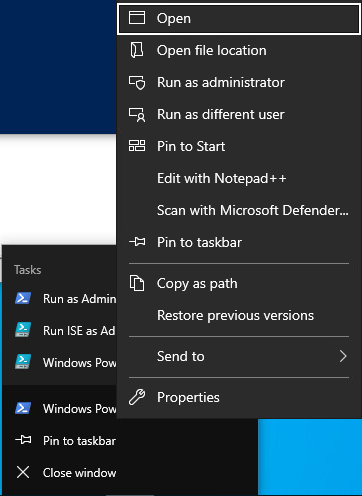 Open
Open file location
Run as administrator
Run as different user
Pin to Start
Edit with Notepad++
Scan with Microsoft Defender...
Pin to taskbar
Copy as path
Restore previous versions
Send to
Properties
Tasks
Run as Admin
Run ISE as Ad
Windows Pow
Windows Pow
Pin to taskbar
Close window